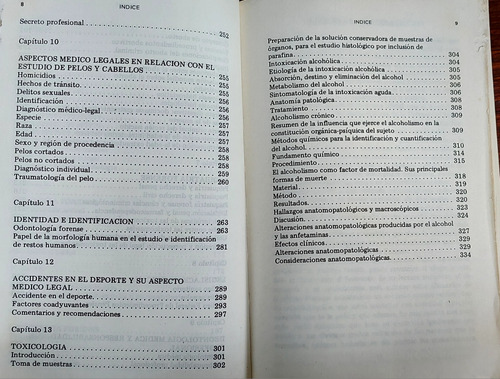 8
INDICE
Secreto profesional 252
Capítulo 10
ASPECTOS MEDICO LEGALES EN RELACION CON EL
ESTUDIO DE PELOS Y CABELLOS 255
Homicidios 255
Hechos de tránsito 255
Delitos sexuales 255
Identificación 256
Diagnóstico médico-legal 256
Especie 256
Raza 257
Edad 257
Sexo y región de procedencia 257
Pelos cortados 258
Pelos no cortados 258
Diagnóstico individual 259
Traumatología del pelo 260
Capítulo 11
IDENTIDAD E IDENTIFICACION 263
Odontología forense 263
Papel de la morfología humana en el estudio e identificación
de restos humanos 281
Capítulo 12
ACCIDENTES EN EL DEPORTE Y SU ASPECTO
MEDICO LEGAL 289
Accidente en el deporte 289
Factores coadyuvantes 293
Comentarios y recomendaciones 297
Capítulo 13
TOXICOLOGIA 301
Introducción 301
Toma de muestras 302
INDICE
9
Preparación de la solución conservadora de muestras de
órganos, para el estudio histológico por inclusión de
parafina 304
Intoxicación alcohólica 304
Etiología de la intoxicación alcohólica 305
Absorción, destino y eliminación del alcohol 305
Metabolismo del alcohol 306
Sintomatología de la intoxicación aguda 306
Anatomía patológica 308
Tratamiento 308
Alcoholismo crónico 309
Resumen de la influencia que ejerce el alcoholismo en la
constitución orgánica-psíquica del sujeto 309
Métodos químicos para la identificación y cuantificación
del alcohol 310
Fundamento químico 314
Procedimiento 315
El alcoholismo como factor de mortalidad. Sus principales
formas de muerte 318
Material 319
Método 320
Resultados 320
Hallazgos anatomopatológicos y macroscópicos 323
Discusión 324
Alteraciones anatomopatológicas producidas por el alcohol
y las anfetaminas 327
Efectos clínicos 329
Alteraciones anatomopatológicas 329
Consideraciones anatomopatológicas 334